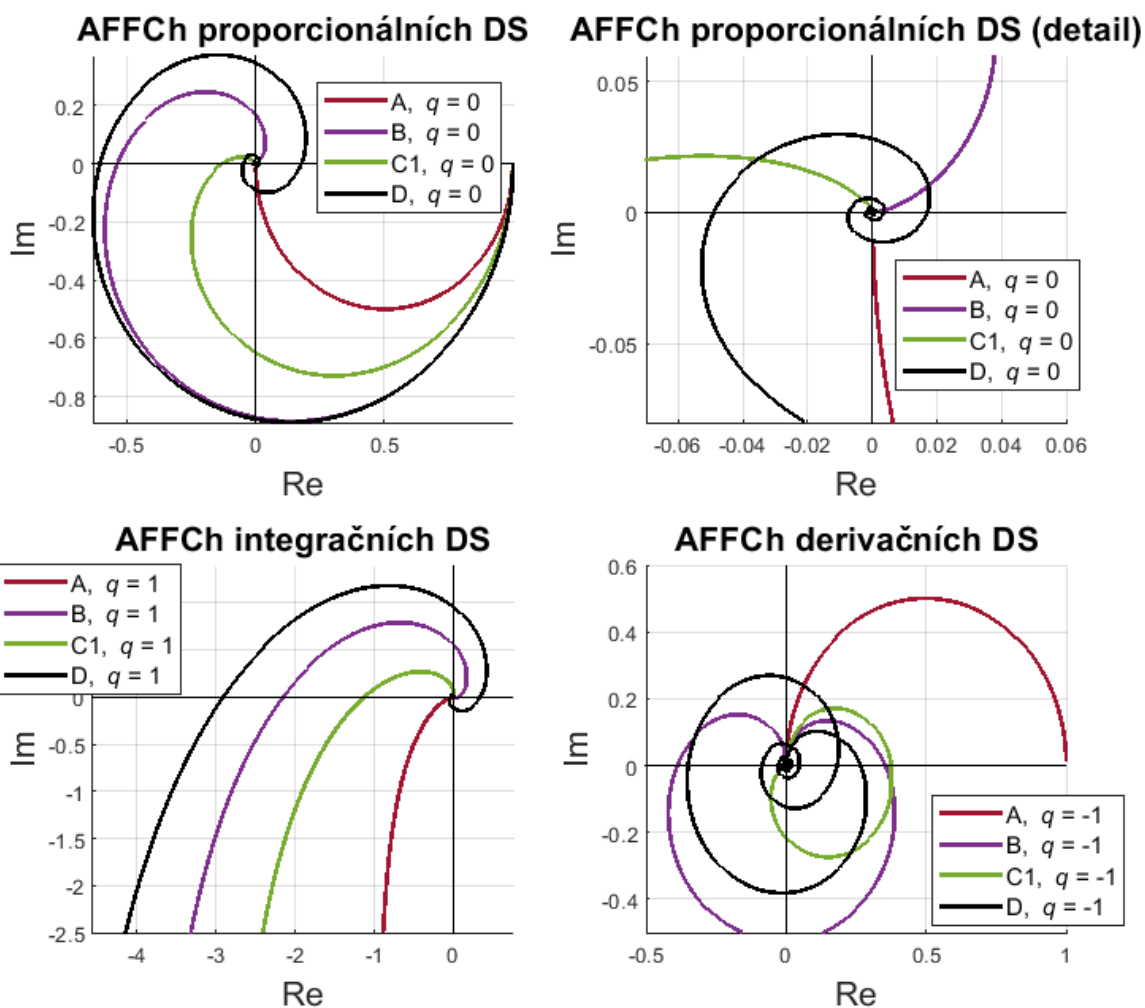 AFFCh proporcionálních DS
Im
0.2
0
-0.2
-0.4
-0.6
-0.8
-0.5
0
0.5
Re
A, q = 0
B, q = 0
C1, q = 0
D, q = 0
AFFCh proporcionálních DS (detail)
Im
0.05
0
-0.05
-0.06
-0.04
-0.02
0
0.02
0.04
0.06
Re
A, q = 0
B, q = 0
C1, q = 0
D, q = 0
AFFCh integračních DS
A, q = 1
B, q = 1
C1, q = 1
D, q = 1
Im
0
-0.5
-1
-1.5
-2
-2.5
-4
-3
-2
-1
0
Re
AFFCh derivačních DS
Im
0.6
0.4
0.2
0
-0.2
-0.4
-0.5
0
0.5
1
Re
A, q = -1
B, q = -1
C1, q = -1
D, q = -1